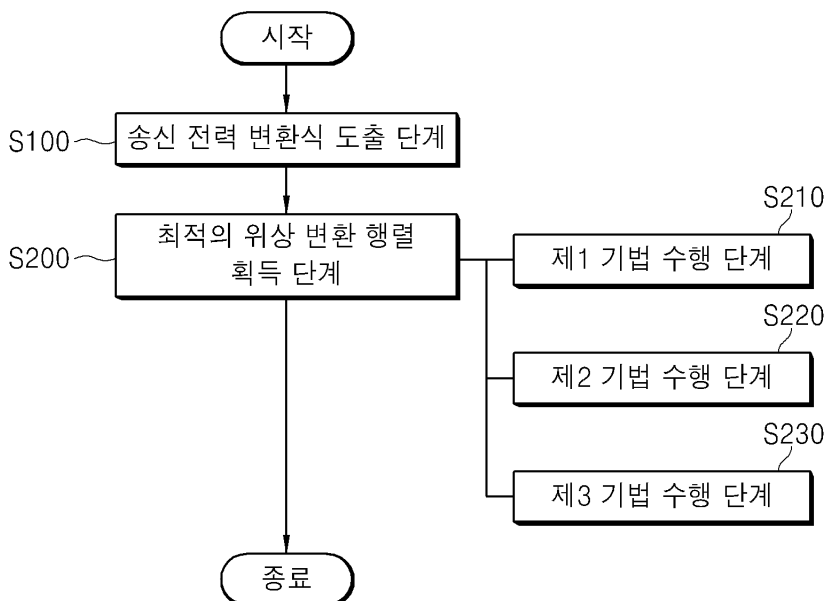 시작
S100
송신 전력 변환식 도출 단계
S200
최적의 위상 변환 행렬
획득 단계
S210
제1 기법 수행 단계
S220
제2 기법 수행 단계
S230
제3 기법 수행 단계
종료